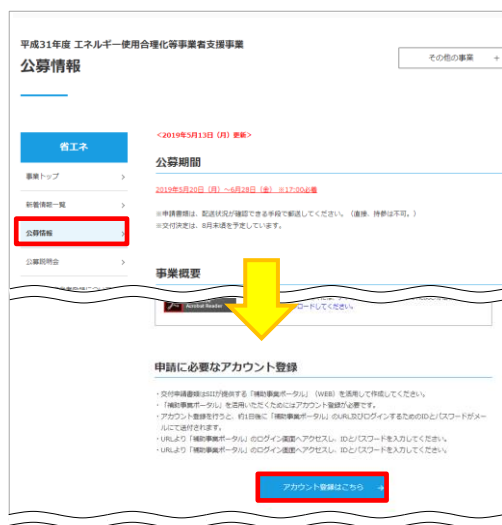 平成31年度 エネルギー使用合理化等事業者支援事業
公募情報
その他の事業 +
省エネ
事業トップ >
新着情報一覧 >
公募情報 >
公募説明会 >
<2019年5月13日（月）更新>
公募期間
2019年5月20日（月）～6月28日（金） ※17:00必着
※申請書類は、配送状況が確認できる手段で郵送してください。（直接、持参は不可。）
※交付決定は、8月末頃を予定しています。
事業概要
Acrobat Reader
ロードしてください。
申請に必要なアカウント登録
・交付申請書類はSIIが提供する「補助事業ポータル」（WEB）を活用して作成してください。
・「補助事業ポータル」を活用いただくためにはアカウント登録が必要です。
・アカウント登録を行うと、約1日後に「補助事業ポータル」のURL及びログインするためのIDとパスワードがメー
ルにて送付されます。
・URLより「補助事業ポータル」のログイン画面へアクセスし、IDとパスワードを入力してください。
・URLより「補助事業ポータル」のログイン画面へアクセスし、IDとパスワードを入力してください。
アカウント登録はこちら →